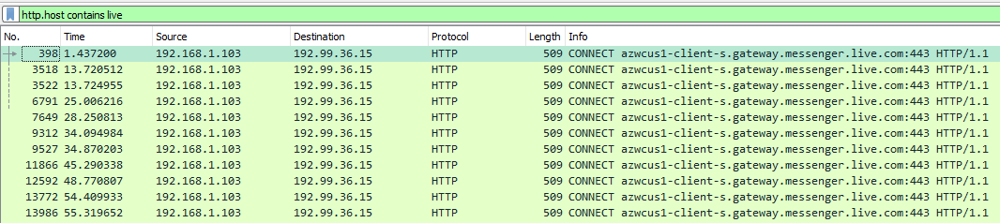 http.host contains live
No. Time Source Destination Protocol Length Info
398 1.437200 192.168.1.103 192.99.36.15 HTTP 509 CONNECT azwcus1-client-s.gateway.messenger.live.com:443 HTTP/1.1
3518 13.720512 192.168.1.103 192.99.36.15 HTTP 509 CONNECT azwcus1-client-s.gateway.messenger.live.com:443 HTTP/1.1
3522 13.724955 192.168.1.103 192.99.36.15 HTTP 509 CONNECT azwcus1-client-s.gateway.messenger.live.com:443 HTTP/1.1
6791 25.006216 192.168.1.103 192.99.36.15 HTTP 509 CONNECT azwcus1-client-s.gateway.messenger.live.com:443 HTTP/1.1
7649 28.250813 192.168.1.103 192.99.36.15 HTTP 509 CONNECT azwcus1-client-s.gateway.messenger.live.com:443 HTTP/1.1
9312 34.094984 192.168.1.103 192.99.36.15 HTTP 509 CONNECT azwcus1-client-s.gateway.messenger.live.com:443 HTTP/1.1
9527 34.870203 192.168.1.103 192.99.36.15 HTTP 509 CONNECT azwcus1-client-s.gateway.messenger.live.com:443 HTTP/1.1
11866 45.290338 192.168.1.103 192.99.36.15 HTTP 509 CONNECT azwcus1-client-s.gateway.messenger.live.com:443 HTTP/1.1
12592 48.770807 192.168.1.103 192.99.36.15 HTTP 509 CONNECT azwcus1-client-s.gateway.messenger.live.com:443 HTTP/1.1
13772 54.409933 192.168.1.103 192.99.36.15 HTTP 509 CONNECT azwcus1-client-s.gateway.messenger.live.com:443 HTTP/1.1
13986 55.319652 192.168.1.103 192.99.36.15 HTTP 509 CONNECT azwcus1-client-s.gateway.messenger.live.com:443 HTTP/1.1